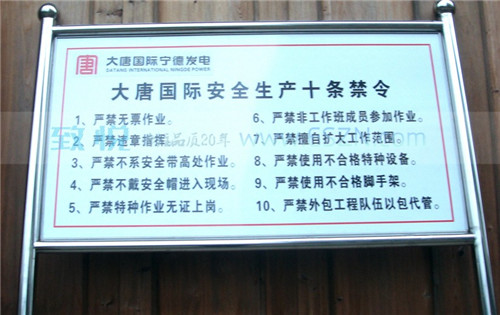 大唐国际宁德发电
DATANG INTERNATIONAL NINGDE POWER
大唐国际安全生产十条禁令
1、严禁无票作业。
2、严禁违章指挥。
3、严禁不系安全带高处作业。
4、严禁不戴安全帽进入现场。
5、严禁特种作业无证上岗。
6、严禁非工作班成员参加作业。
7、严禁擅自扩大工作范围。
8、严禁使用不合格特种设备。
9、严禁使用不合格脚手架。
10、严禁外包工程队伍以包代管。
品质20年